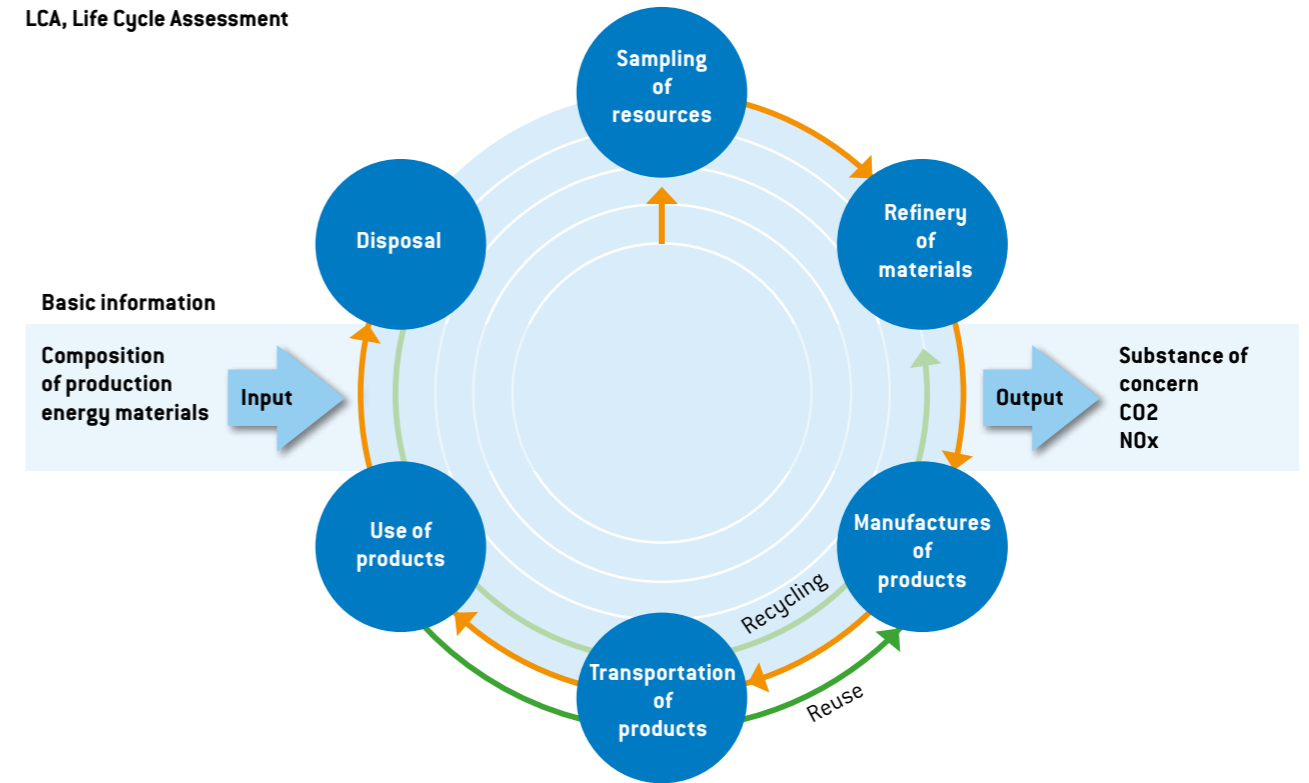 LCA, Life Cycle Assessment
Sampling
of
resources
Refinery
of
materials
Disposal
Basic information
Composition
of production
energy materials
Input
Output
Substance of
concern
CO2
NOx
Use of
products
Manufactures
of
products
Recycling
Transportation
of
products
Reuse